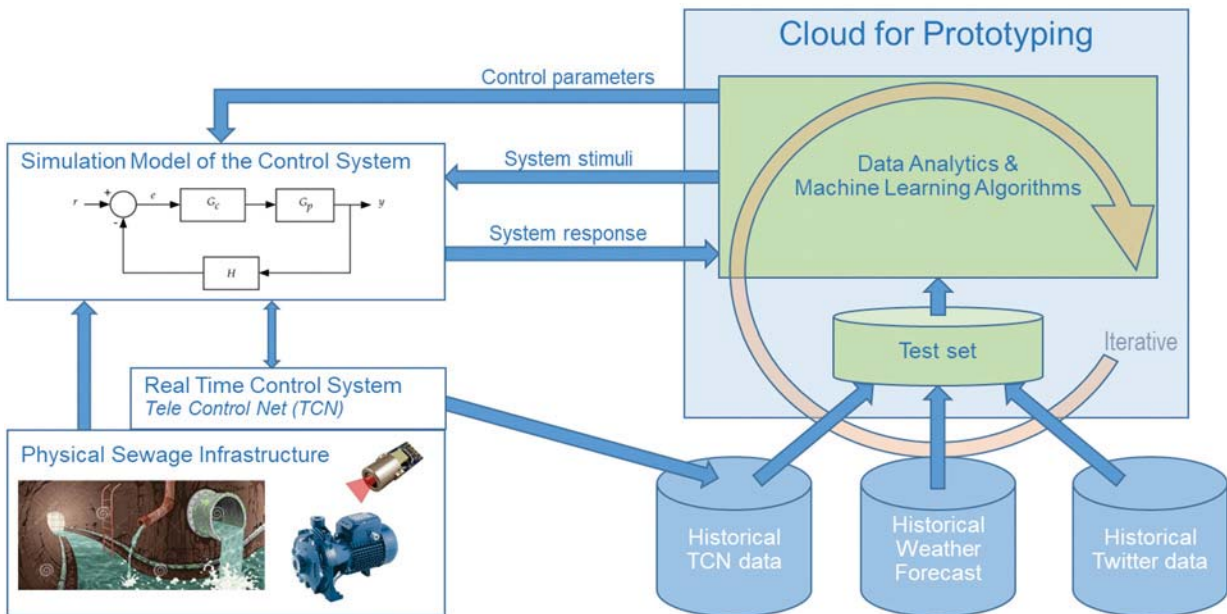 Cloud for Prototyping
Control parameters
Simulation Model of the Control System
System stimuli
Data Analytics &
Machine Learning Algorithms
r
+
-
e
G_c
G_p
y
H
System response
Test set
Iterative
Real Time Control System
Tele Control Net (TCN)
Physical Sewage Infrastructure
Historical
TCN data
Historical
Weather
Forecast
Historical
Twitter data